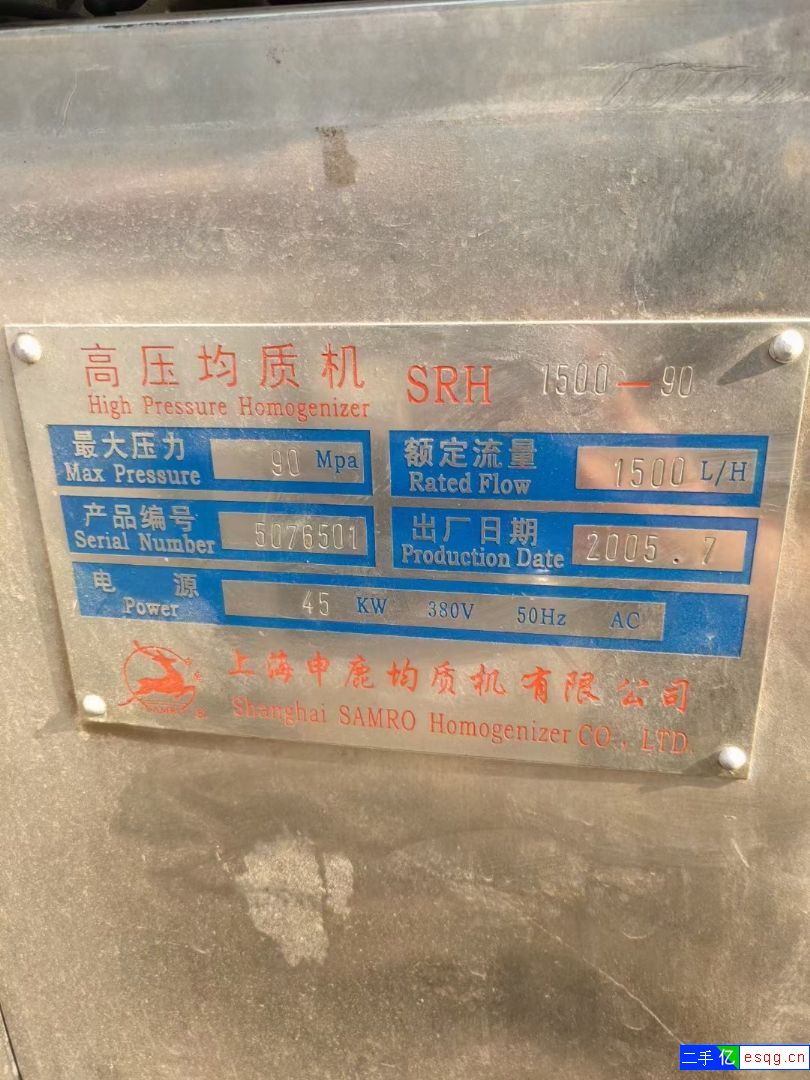 高压均质机 SRH 1500-90
High Pressure Homogenizer
最大压力 90 Mpa 额定流量 1500 L/H
Max Pressure Rated Flow
产品编号 5076501 出厂日期 2005.7
Serial Number Production Date
电源 45 KW 380V 50Hz AC
Power
上海申鹿均质机有限公司
Shanghai SAMRO Homogenizer CO., LTD.
SAMRO
二手亿 esqg.cn